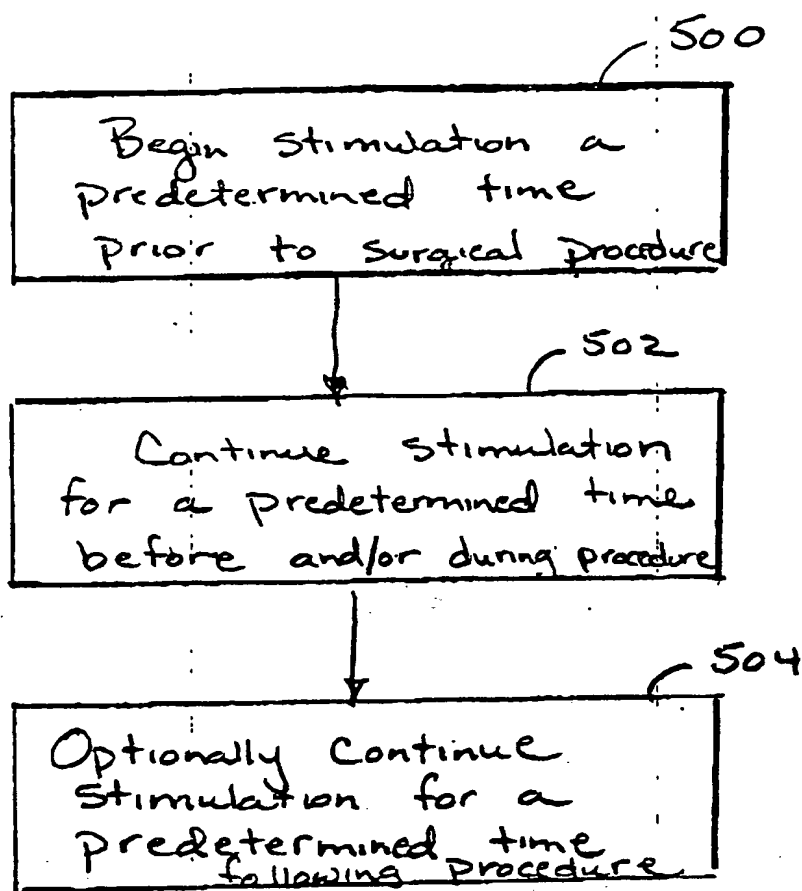 500
Begin stimulation a
predetermined time
prior to surgical procedure
502
Continue stimulation
for a predetermined time
before and/or during procedure
504
Optionally Continue
stimulation for a
predetermined time
following procedure